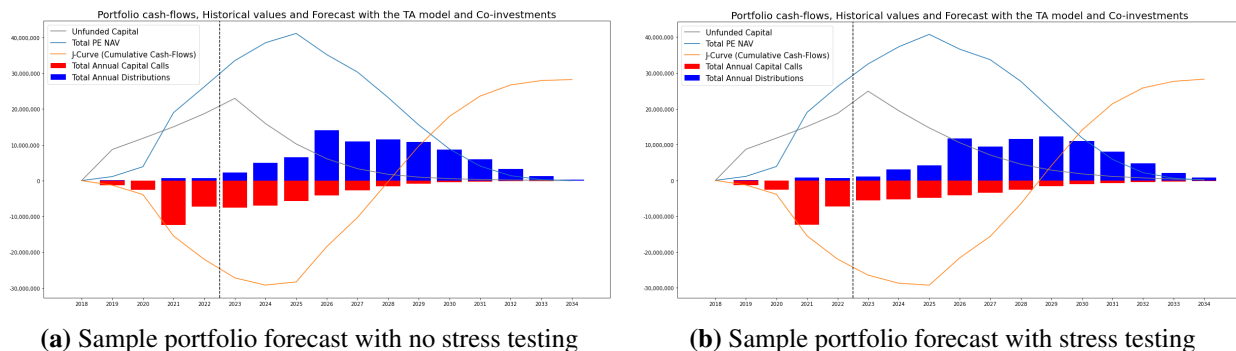 Portfolio cash-flows, Historical values and Forecast with the TA model and Co-investments
Unfunded Capital
Total PE NAV
J-Curve (Cumulative Cash-Flows)
Total Annual Capital Calls
Total Annual Distributions
40,000,000
30,000,000
20,000,000
10,000,000
0
-10,000,000
-20,000,000
-30,000,000
2018 2019 2020 2021 2022 2023 2024 2025 2026 2027 2028 2029 2030 2031 2032 2033 2034
(a) Sample portfolio forecast with no stress testing
Portfolio cash-flows, Historical values and Forecast with the TA model and Co-investments
Unfunded Capital
Total PE NAV
J-Curve (Cumulative Cash-Flows)
Total Annual Capital Calls
Total Annual Distributions
40,000,000
30,000,000
20,000,000
10,000,000
0
-10,000,000
-20,000,000
-30,000,000
2018 2019 2020 2021 2022 2023 2024 2025 2026 2027 2028 2029 2030 2031 2032 2033 2034
(b) Sample portfolio forecast with stress testing